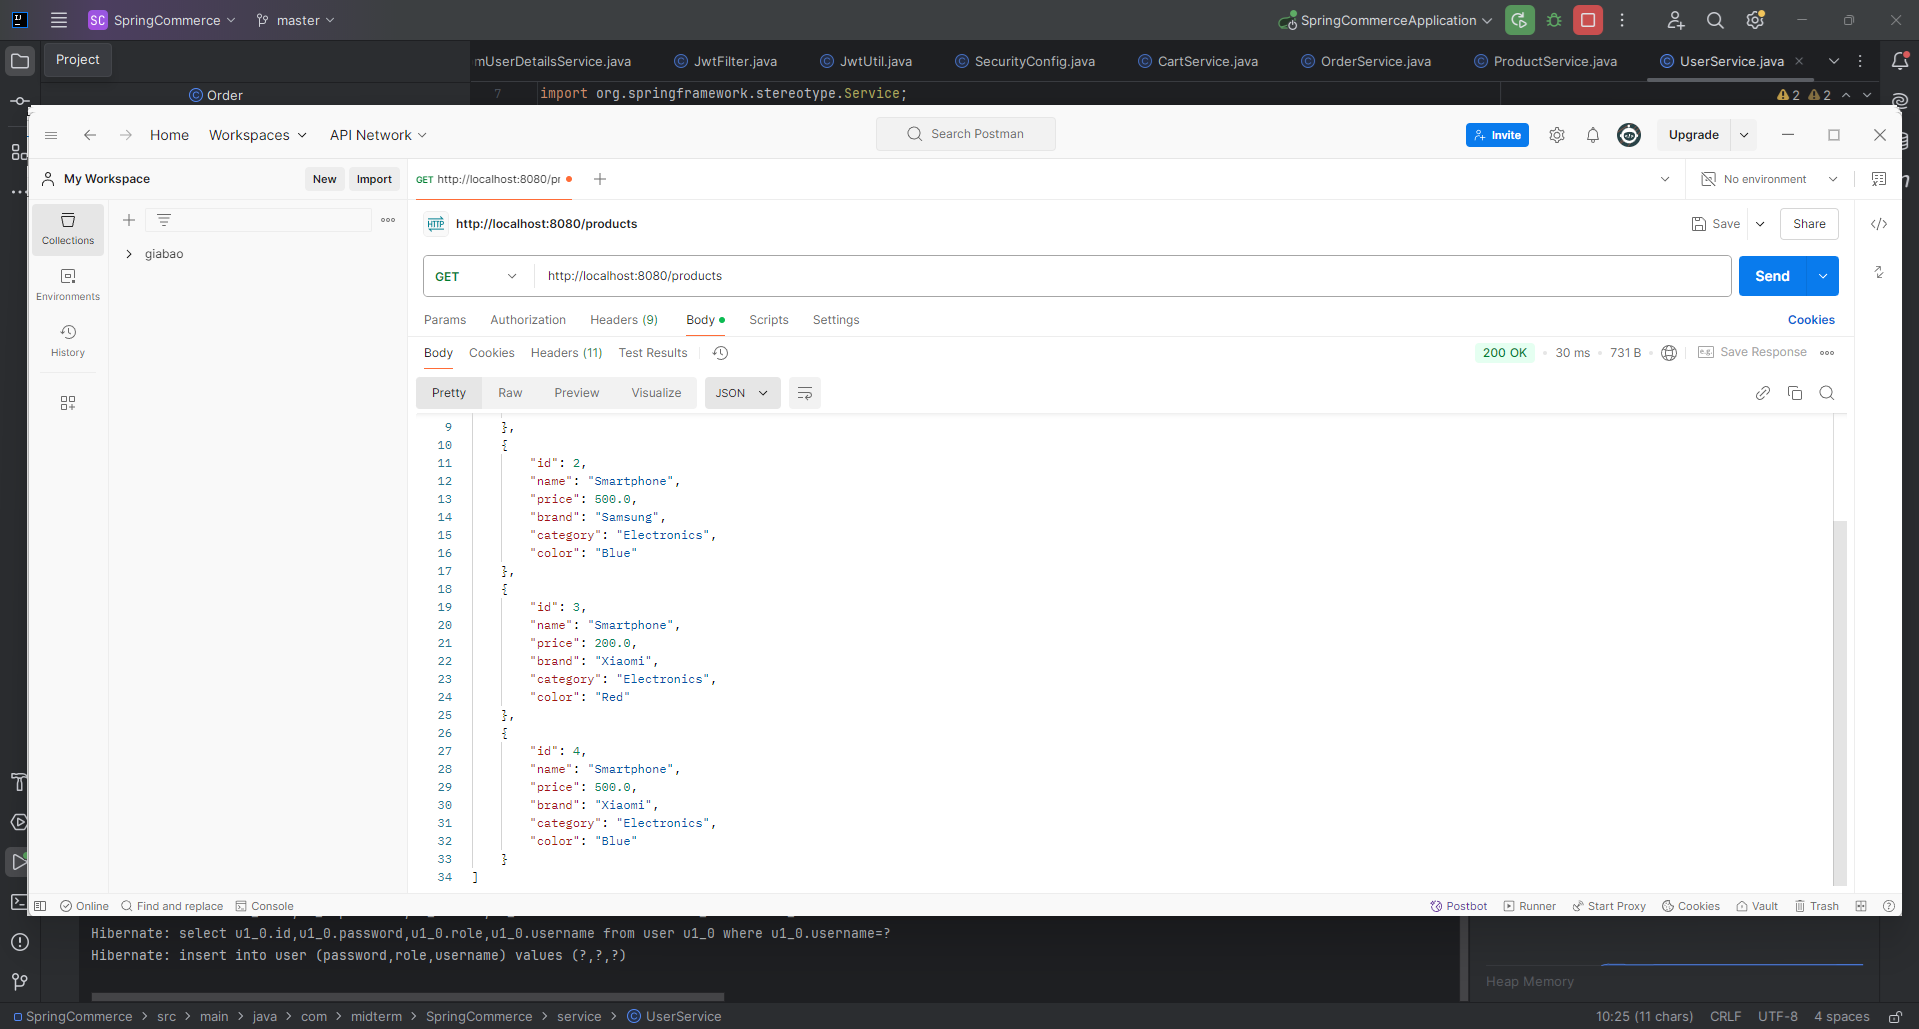 SC SpringCommerce master SpringCommerceApplication
Project
mUserDetailsService.java JwtFilter.java JwtUtil.java SecurityConfig.java CartService.java OrderService.java ProductService.java UserService.java
Order
7 import org.springframework.stereotype.Service; 2 2
Home Workspaces API Network Search Postman Invite Upgrade
My Workspace New Import GET http://localhost:8080/pr No environment
Collections
Environments
History
giabao
HTTP http://localhost:8080/products Save Share
GET http://localhost:8080/products Send
Params Authorization Headers (9) Body Scripts Settings Cookies
Body Cookies Headers (11) Test Results 200 OK 30 ms 731 B e.g. Save Response
Pretty Raw Preview Visualize JSON
9 },
10 {
11 "id": 2,
12 "name": "Smartphone",
13 "price": 500.0,
14 "brand": "Samsung",
15 "category": "Electronics",
16 "color": "Blue"
17 },
18 {
19 "id": 3,
20 "name": "Smartphone",
21 "price": 200.0,
22 "brand": "Xiaomi",
23 "category": "Electronics",
24 "color": "Red"
25 },
26 {
27 "id": 4,
28 "name": "Smartphone",
29 "price": 500.0,
30 "brand": "Xiaomi",
31 "category": "Electronics",
32 "color": "Blue"
33 }
34 ]
Online Find and replace Console Postbot Runner Start Proxy Cookies Vault Trash
Hibernate: select u1_0.id,u1_0.password,u1_0.role,u1_0.username from user u1_0 where u1_0.username=?
Hibernate: insert into user (password,role,username) values (?,?,?)
Heap Memory
SpringCommerce > src > main > java > com > midterm > SpringCommerce > service > UserService 10:25 (11 chars) CRLF UTF-8 4 spaces